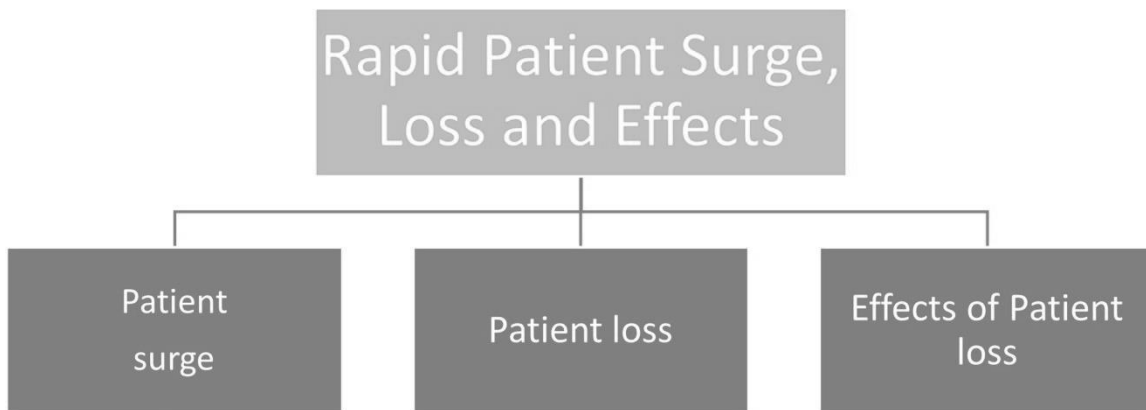 Rapid Patient Surge,
Loss and Effects
Patient
surge
Patient loss
Effects of Patient
loss